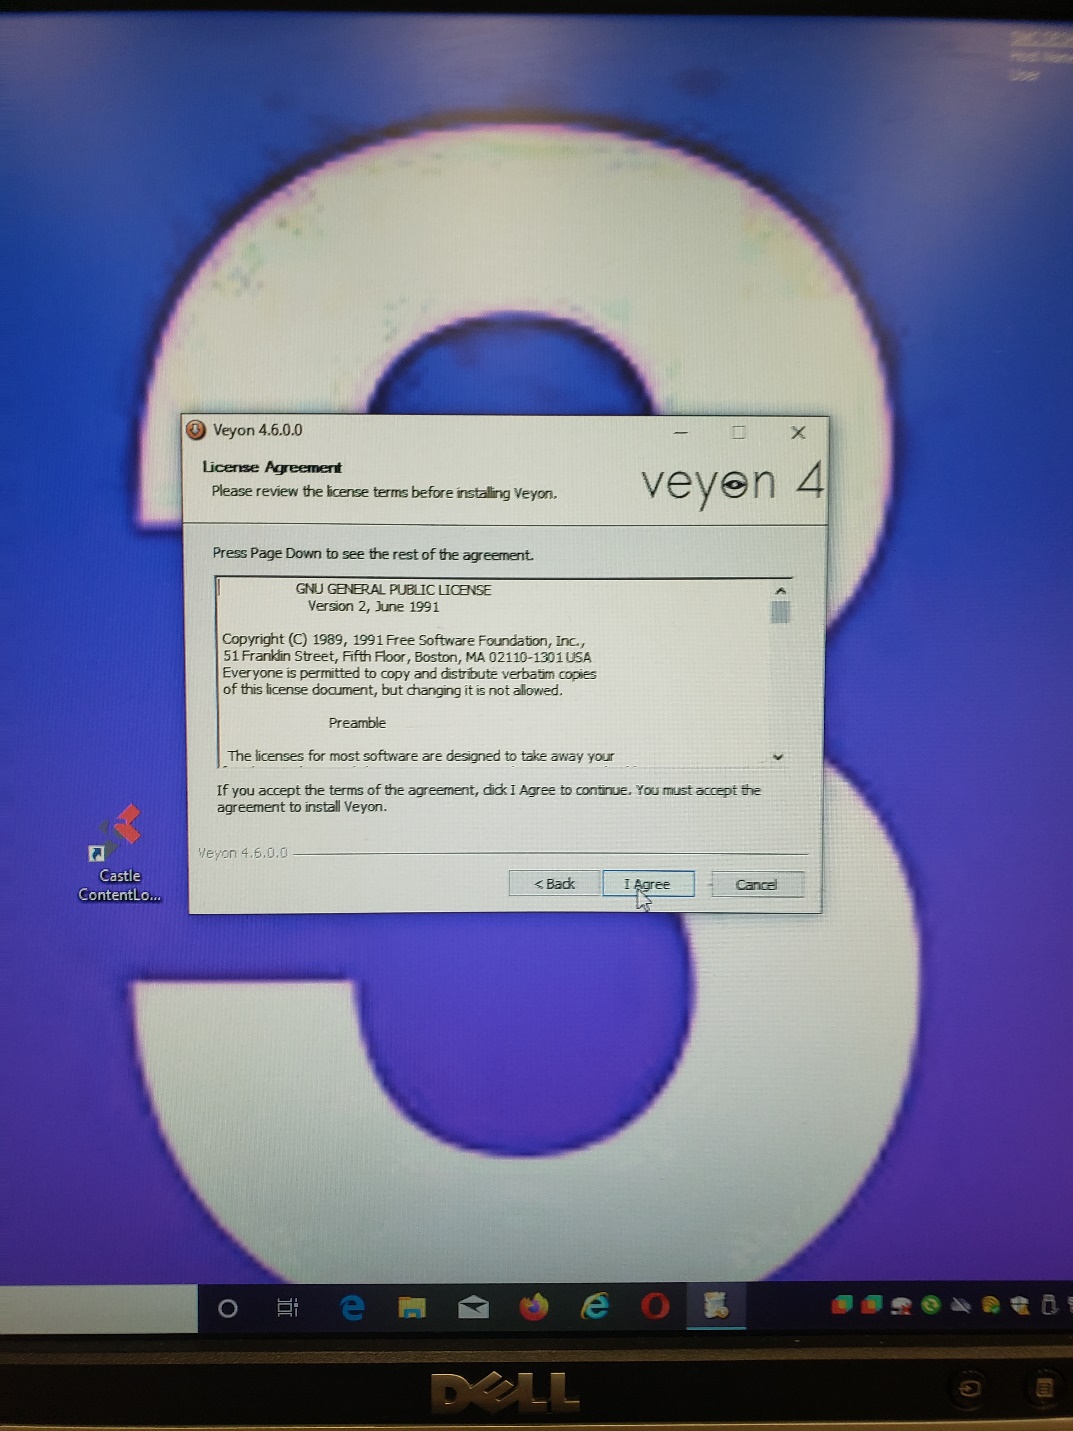 3
User
Veyon 4.6.0.0
License Agreement
Please review the license terms before installing Veyon.
veyon 4
Press Page Down to see the rest of the agreement.
GNU GENERAL PUBLIC LICENSE
Version 2, June 1991
Copyright (C) 1989, 1991 Free Software Foundation, Inc.,
51 Franklin Street, Fifth Floor, Boston, MA 02110-1301 USA
Everyone is permitted to copy and distribute verbatim copies
of this license document, but changing it is not allowed.
Preamble
The licenses for most software are designed to take away your
If you accept the terms of the agreement, click I Agree to continue. You must accept the
agreement to install Veyon.
Veyon 4.6.0.0
< Back
I Agree
Cancel
Castle
ContentLo...
DELL